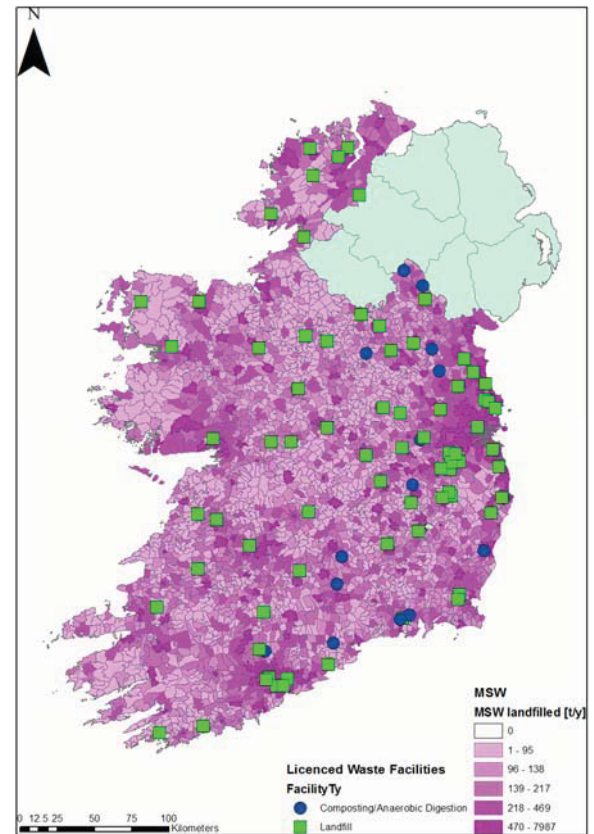 N
MSW
MSW landfilled [t/y]
0
1 - 95
96 - 138
139 - 217
218 - 469
470 - 7987
Licenced Waste Facilities
FacilityTy
Composting/Anaerobic Digestion
Landfill
0 12.5 25 50 75 100
Kilometers